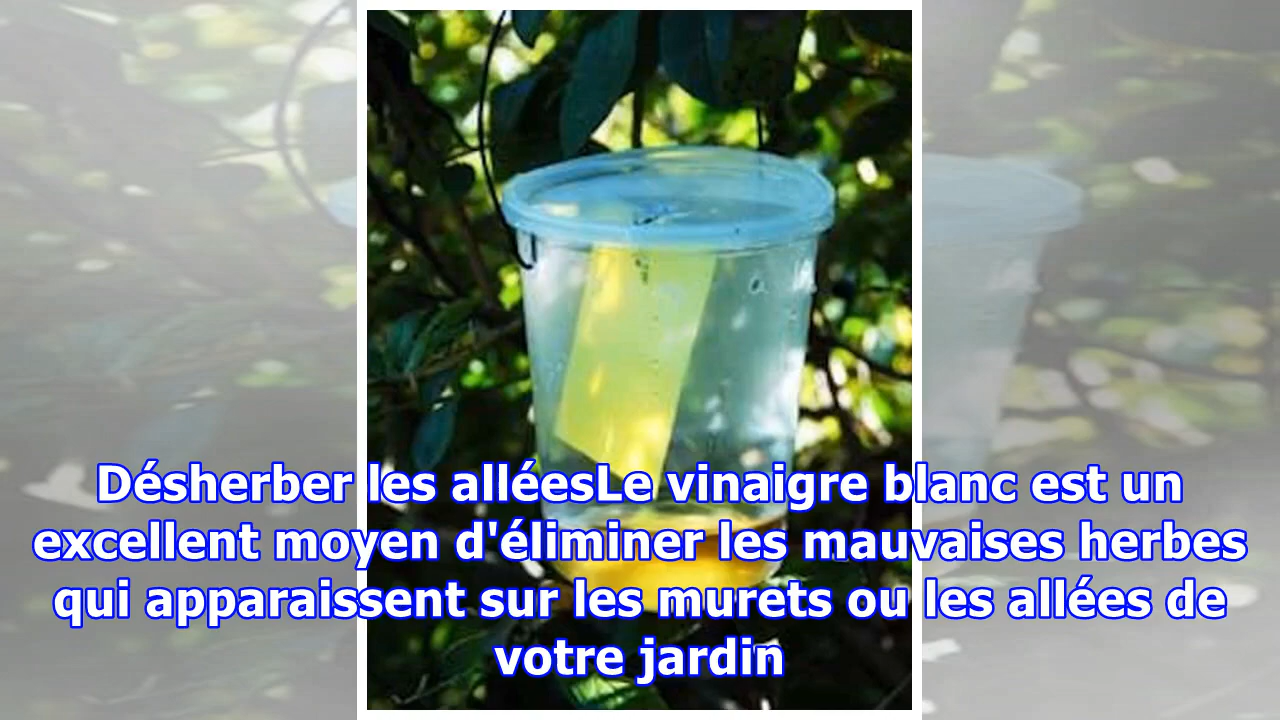 Désherber les alléesLe vinaigre blanc est un
excellent moyen d'éliminer les mauvaises herbes
qui apparaissent sur les murets ou les allées de
votre jardin